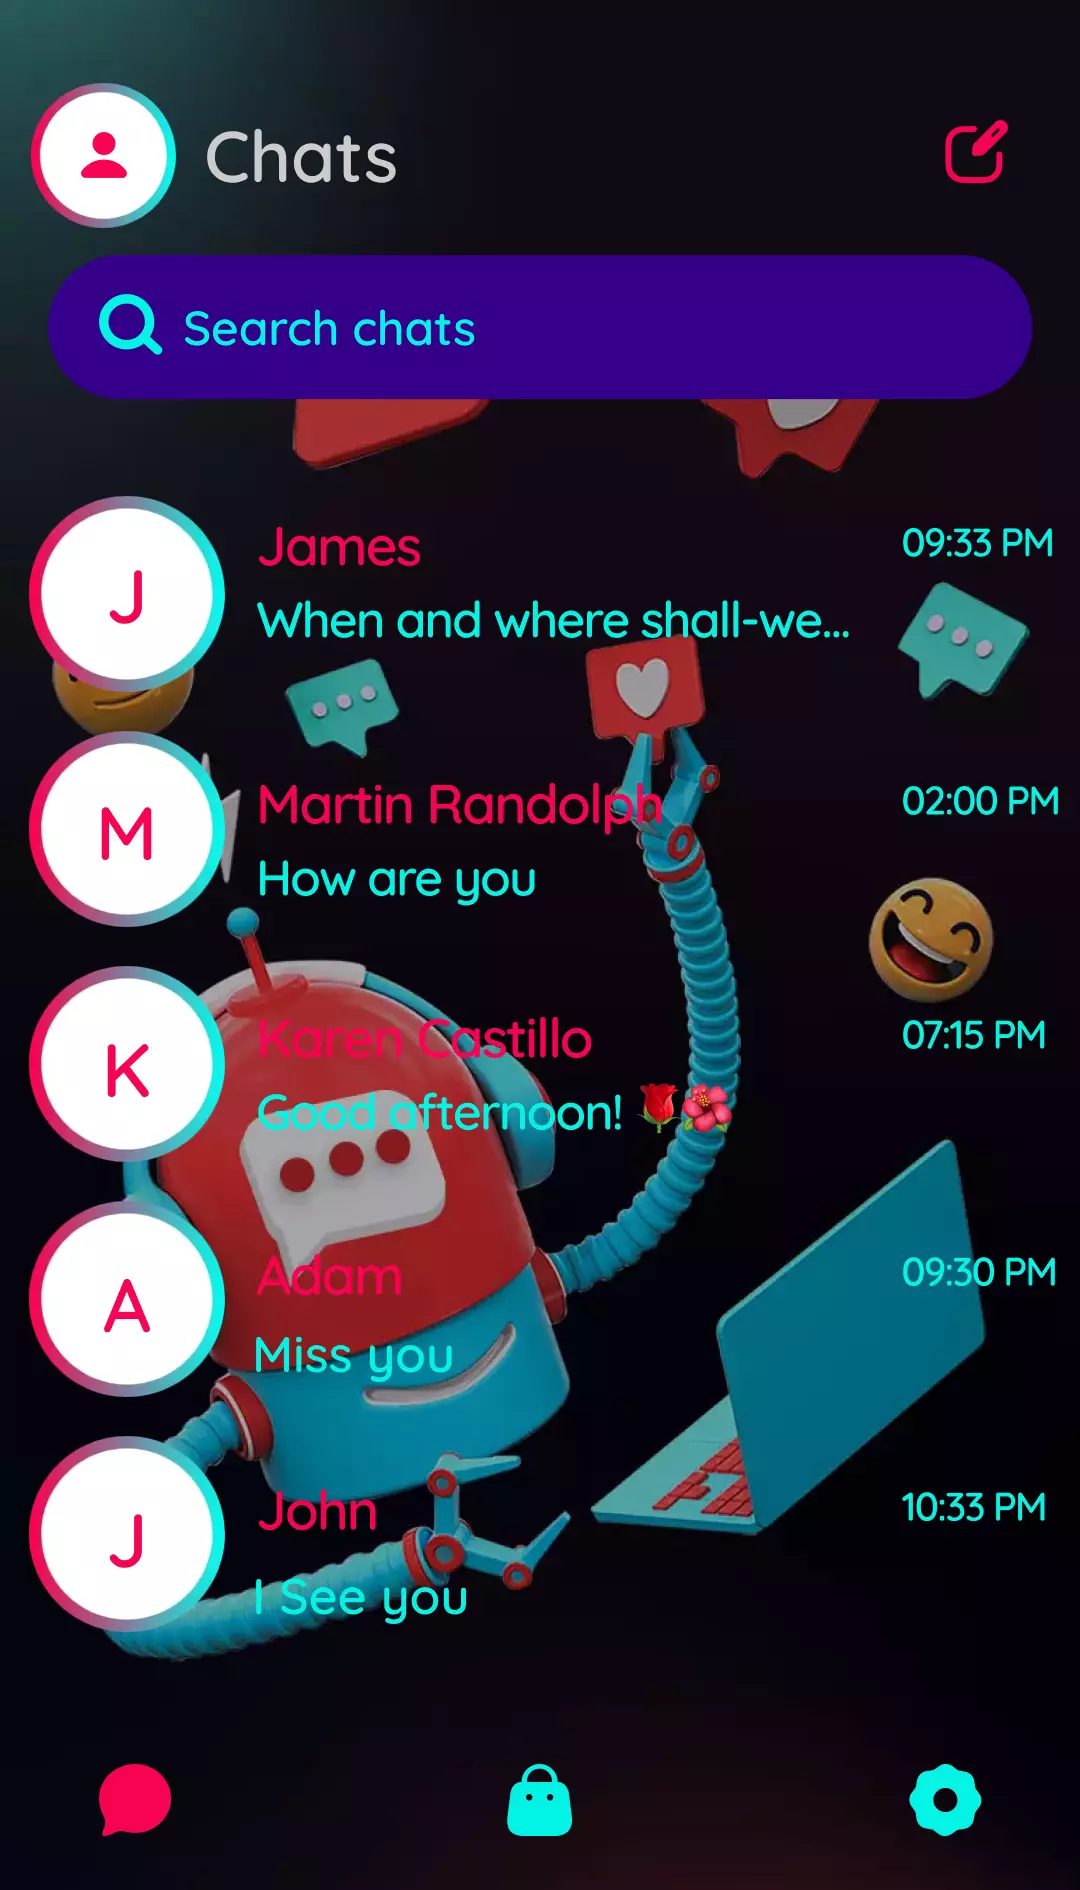 Chats
Search chats
J
James
09:33 PM
When and where shall-we...
M
Martin Randolph
02:00 PM
How are you
K
Karen Castillo
07:15 PM
Good afternoon! 🌹🌺
A
Adam
09:30 PM
Miss you
J
John
10:33 PM
I See you